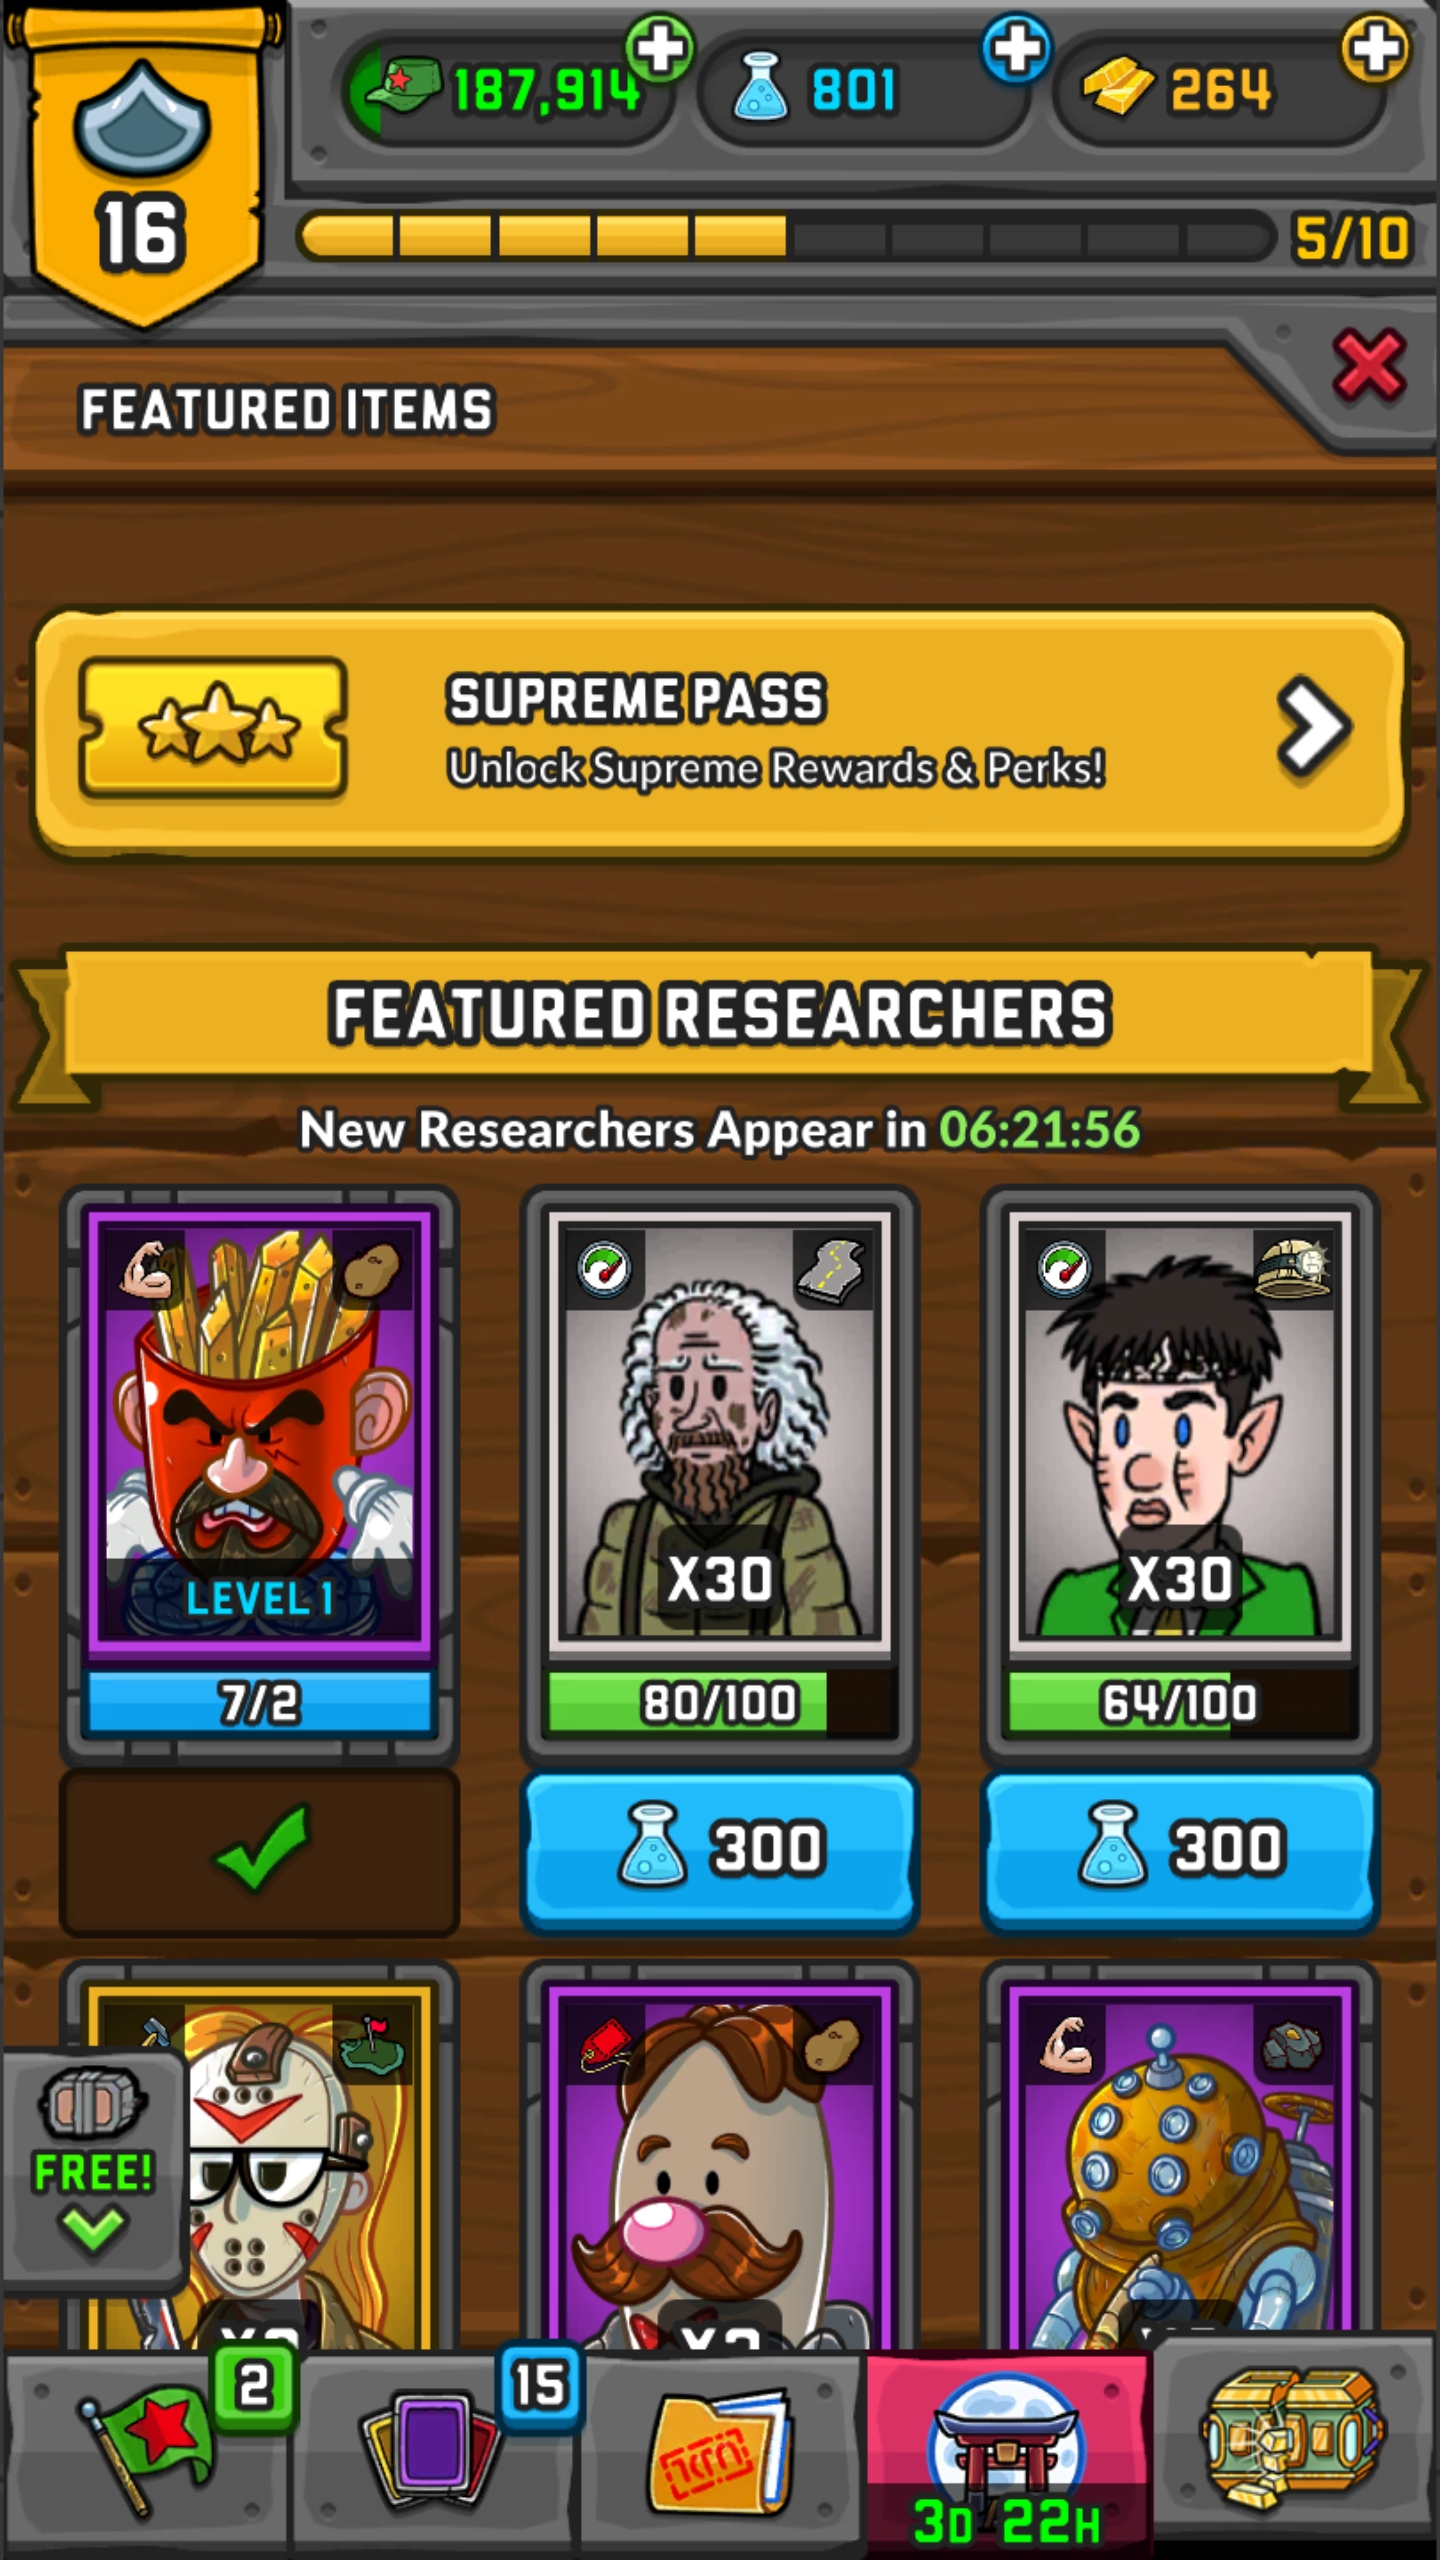 187,914
801
264
16
5/10
FEATURED ITEMS
SUPREME PASS
Unlock Supreme Rewards & Perks!
FEATURED RESEARCHERS
New Researchers Appear in 06:21:56
LEVEL 1
X30
X30
7/2
80/100
64/100
300
300
FREE!
2
15
3D 22H